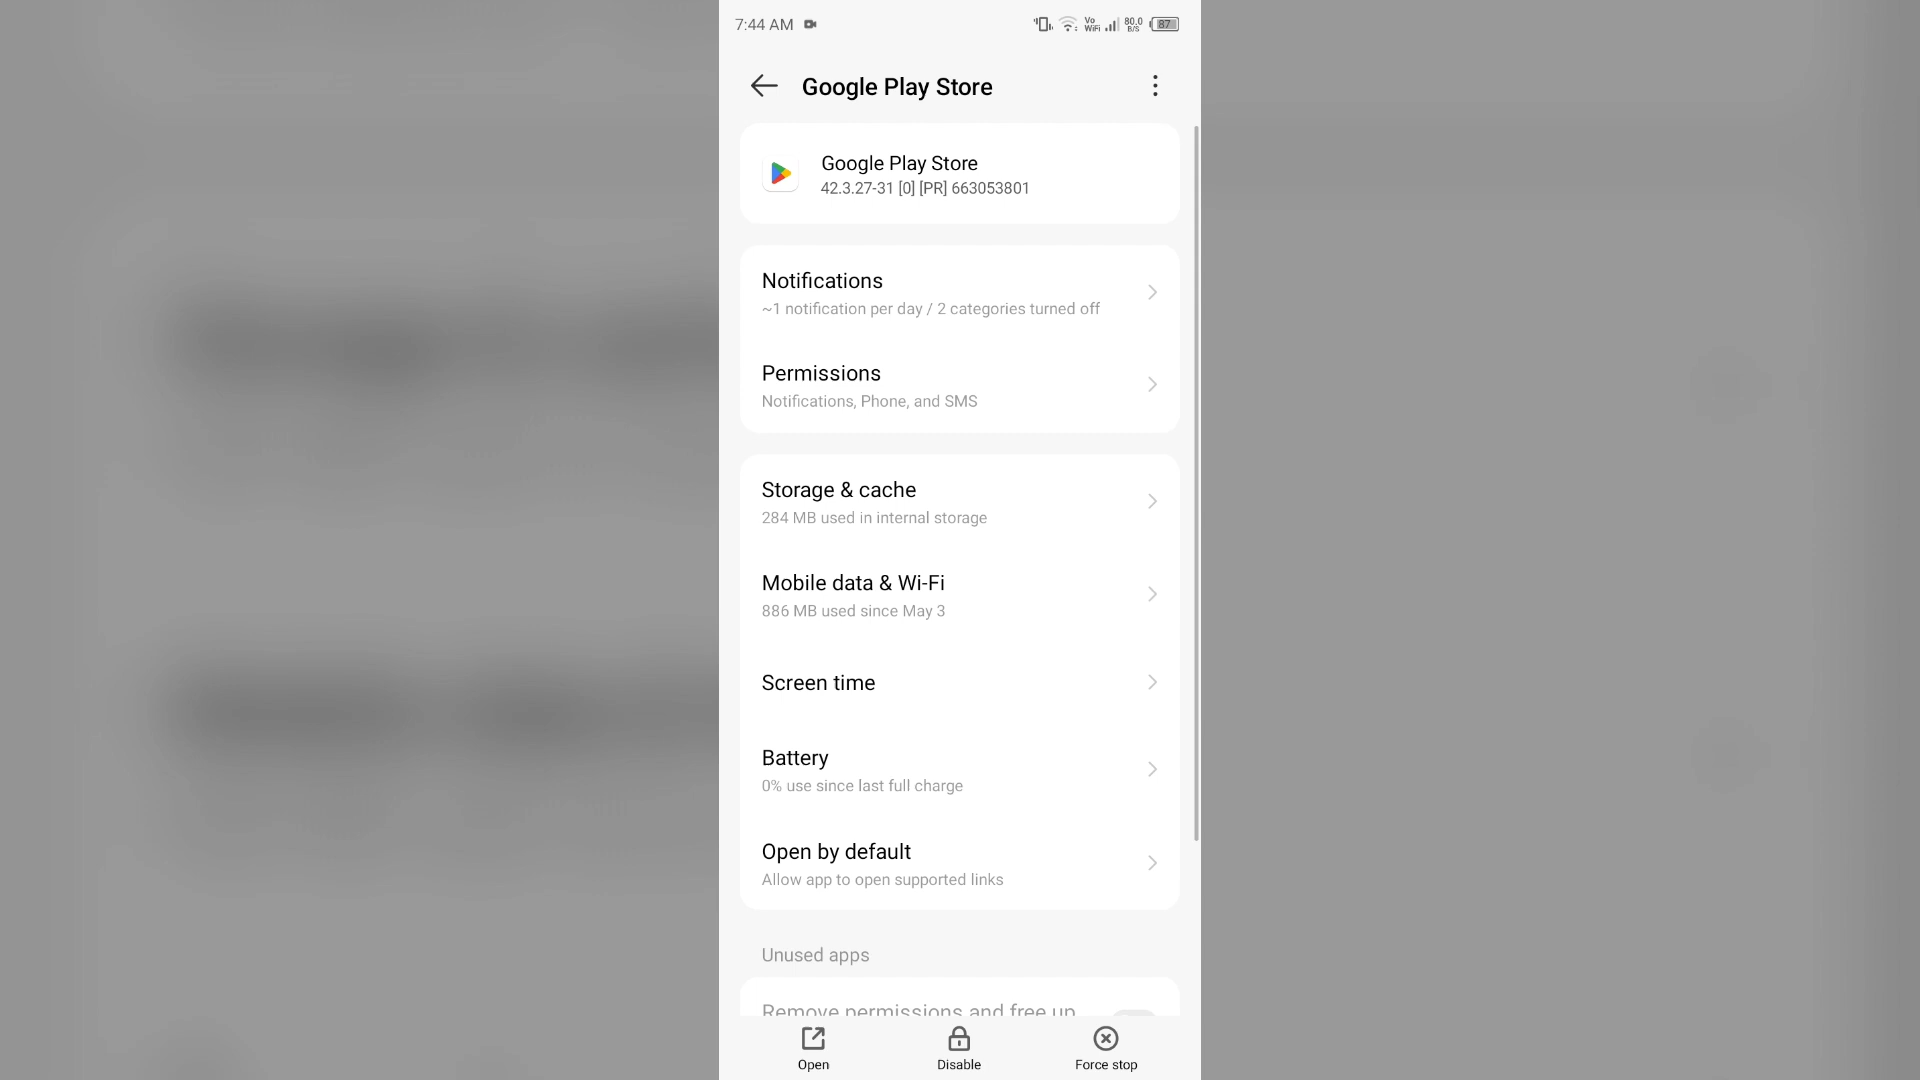 7:44 AM
Vo
WiFi
80.0
B/S
87
Google Play Store
Google Play Store
42.3.27-31 [0] [PR] 663053801
Notifications
~1 notification per day / 2 categories turned off
Permissions
Notifications, Phone, and SMS
Storage & cache
284 MB used in internal storage
Mobile data & Wi-Fi
886 MB used since May 3
Screen time
Battery
0% use since last full charge
Open by default
Allow app to open supported links
Unused apps
Remove permissions and free up
Open
Disable
Force stop